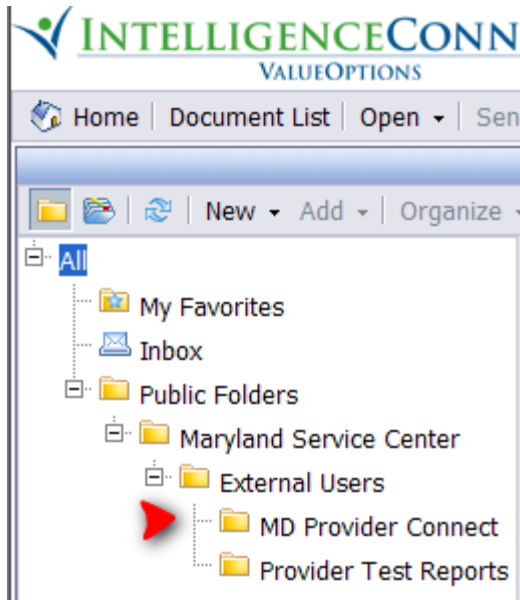 INTELLIGENCECONN
VALUEOPTIONS
Home | Document List | Open | Sen
New Add | Organize
All
My Favorites
Inbox
Public Folders
Maryland Service Center
External Users
MD Provider Connect
Provider Test Reports